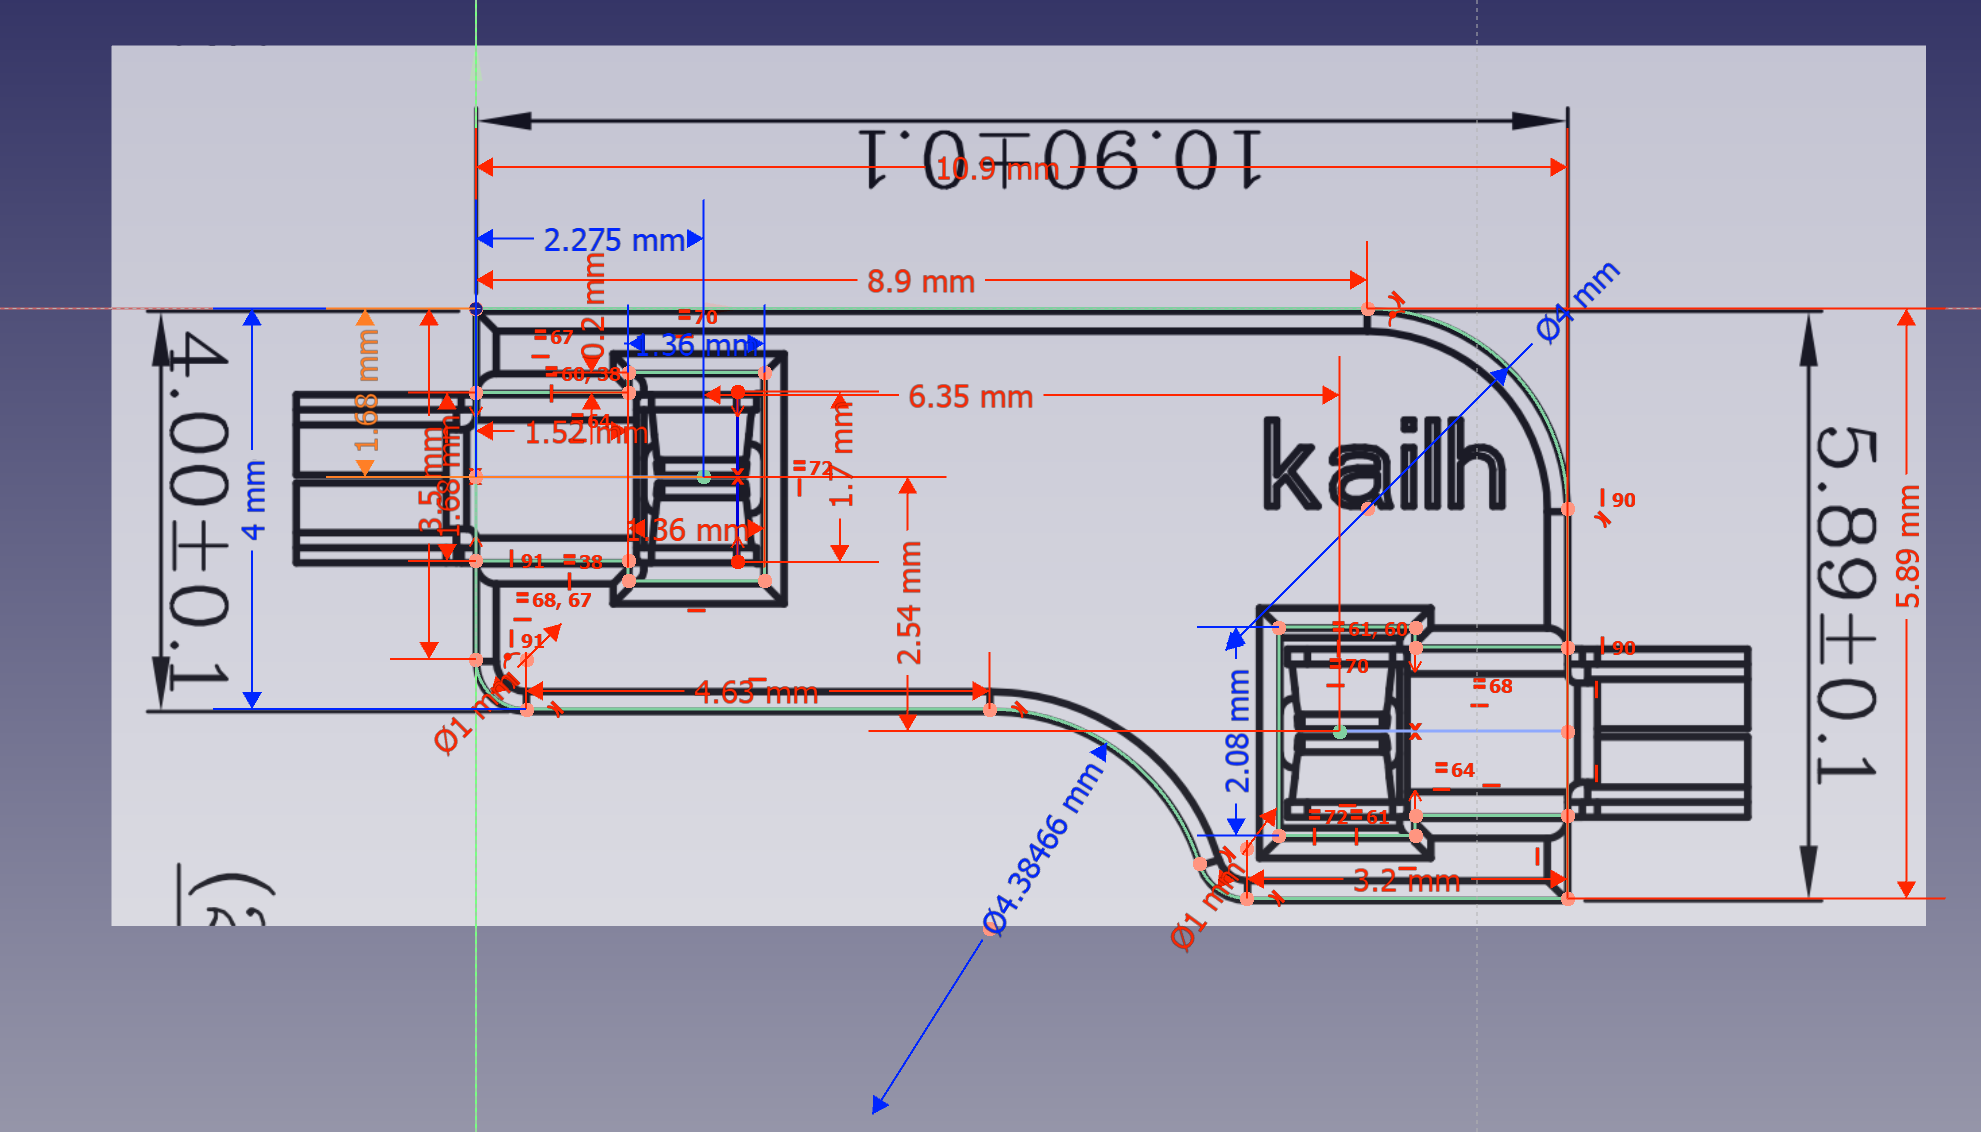 10.90±0.1
10.9 mm
2.275 mm
8.9 mm
0.2 mm
Ø4 mm
=70
=67
1.36 mm
=60, 38
6.35 mm
1.68 mm
4.00±0.1
4 mm
3.5 mm
1.68 mm
=64
1.52 mm
=72
1.7 mm
kailh
90
5.89 mm
5.89±0.1
1.36 mm
91
=38
=68, 67
91
2.54 mm
=61, 60
=70
90
=68
4.63 mm
Ø1 mm
2.08 mm
=64
=72
=61
Ø4.38466 mm
3.2 mm
Ø1 mm